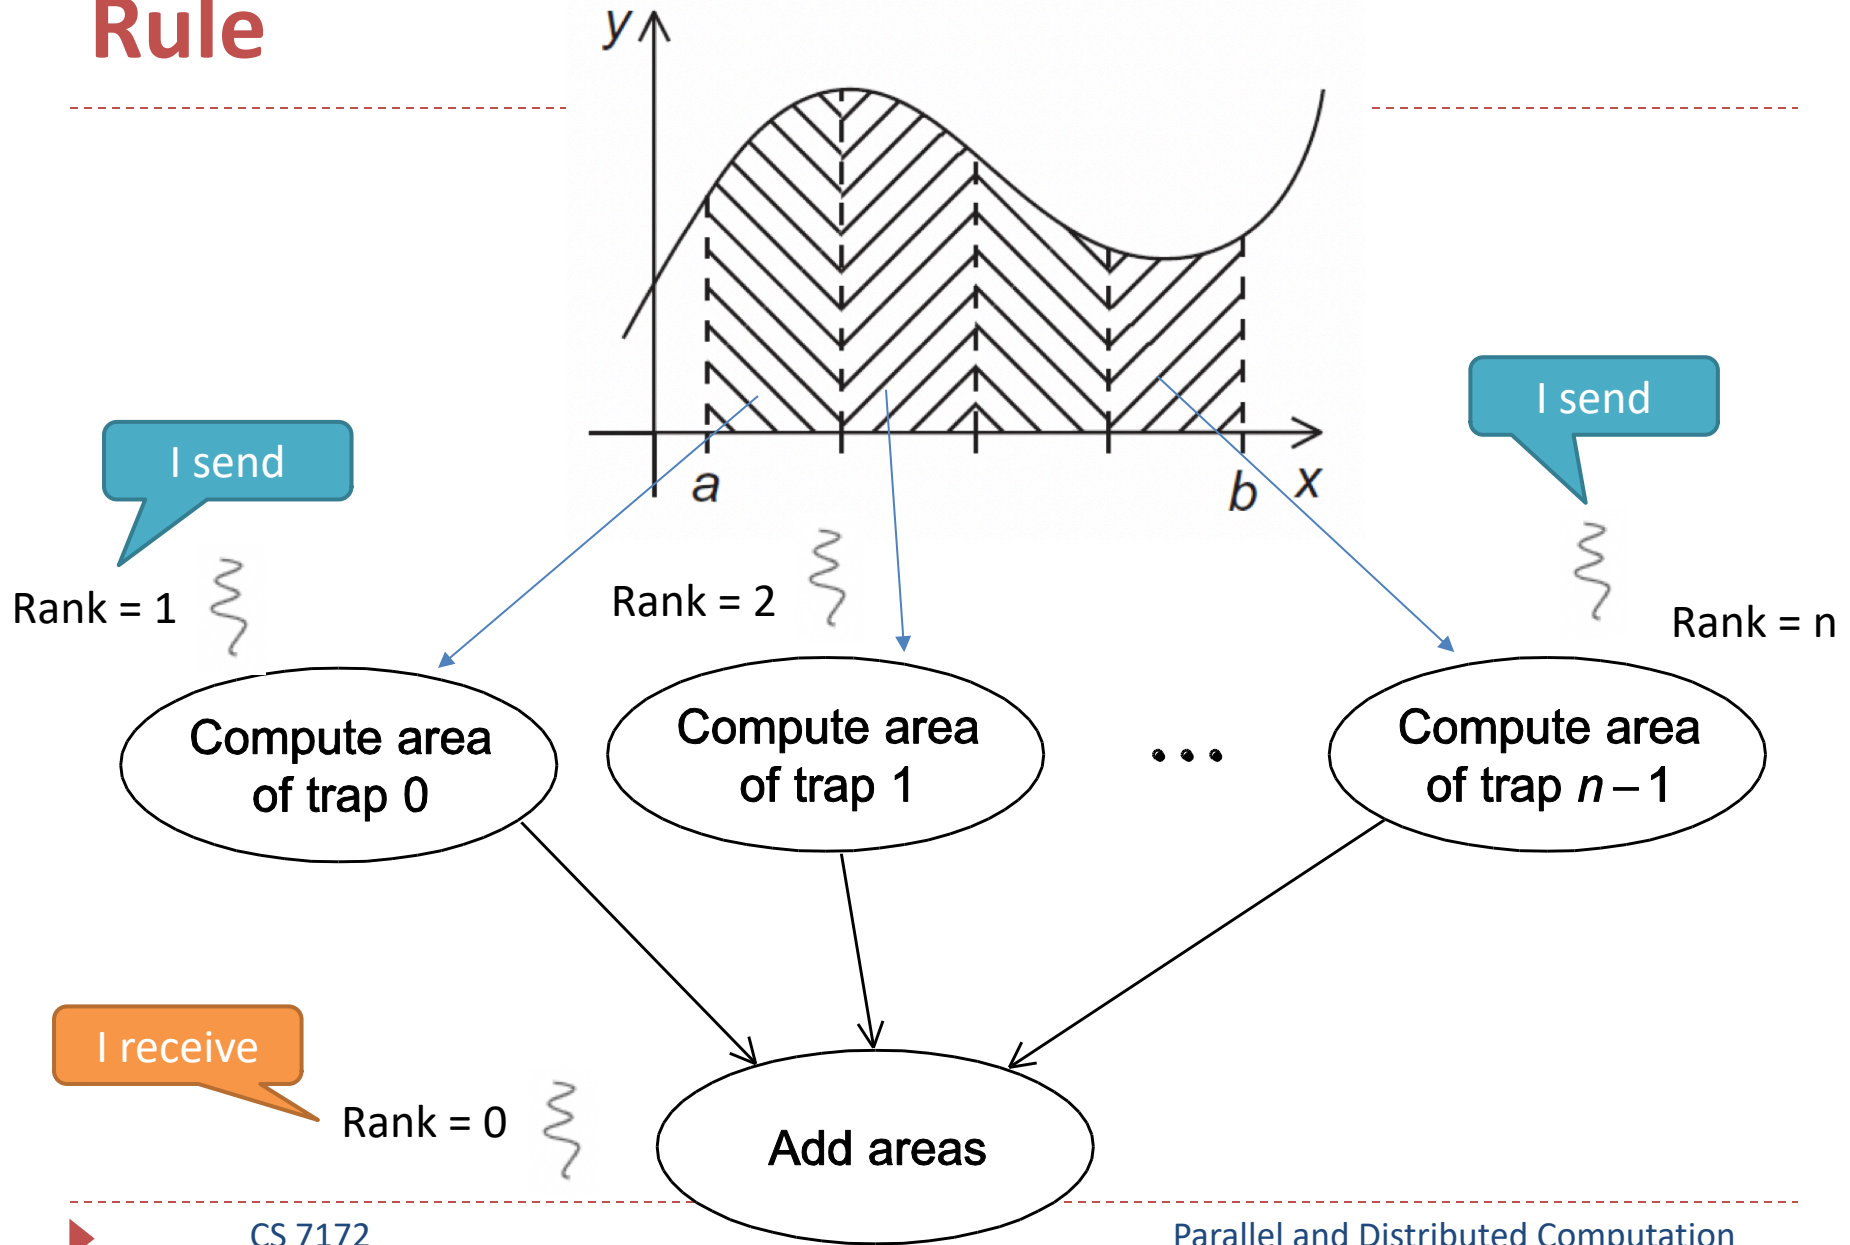 Rule
y
a
b
x
I send
I send
Rank = 1
Rank = 2
Rank = n
Compute area
of trap 0
Compute area
of trap 1
...
Compute area
of trap n – 1
I receive
Rank = 0
Add areas
CS 7172
Parallel and Distributed Computation